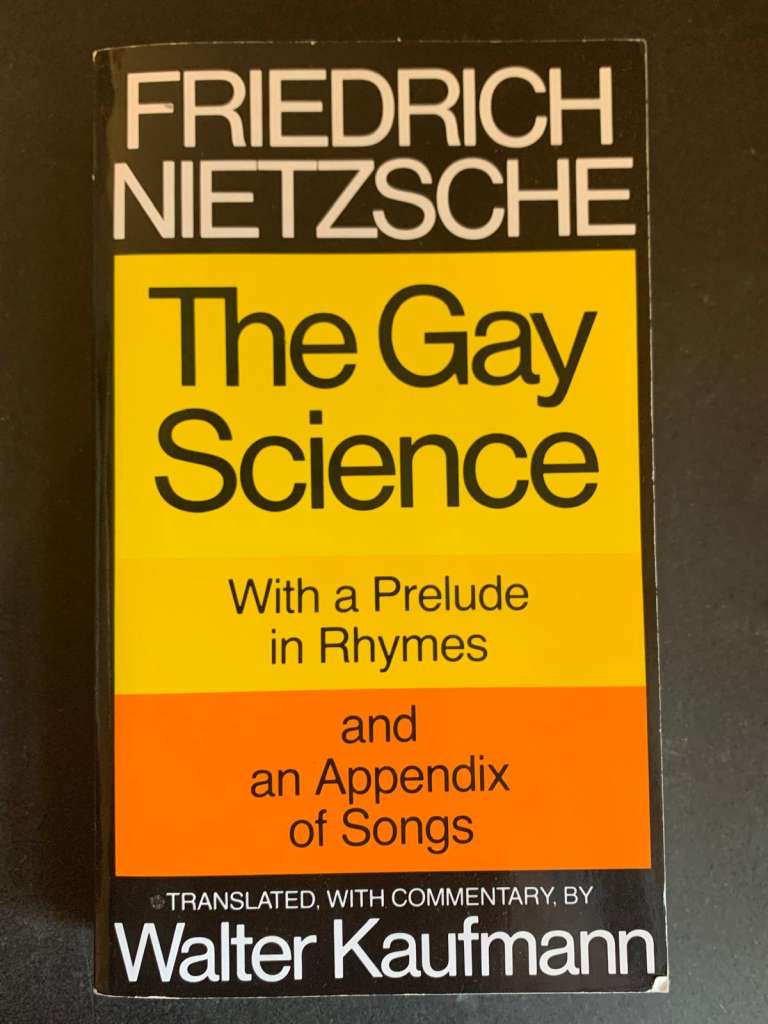 FRIEDRICH
NIETZSCHE
The Gay
Science
With a Prelude
in Rhymes
and
an Appendix
of Songs
TRANSLATED, WITH COMMENTARY, BY
Walter Kaufmann